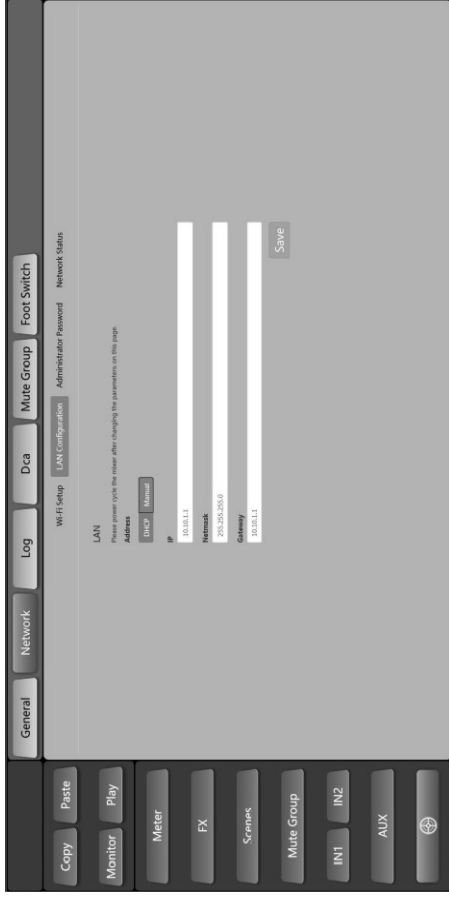 General Network Log Dca Mute Group Foot Switch
Copy Paste
Monitor Play
Meter
FX
Scenes
Mute Group
IN1 IN2
AUX
Wi-Fi Setup LAN Configuration Administrator Password Network Status
LAN
Please power cycle the mixer after changing the parameters on this page.
Address
DHCP Manual
IP
10.10.1.1
Netmask
255.255.255.0
Gateway
10.10.1.1
Save